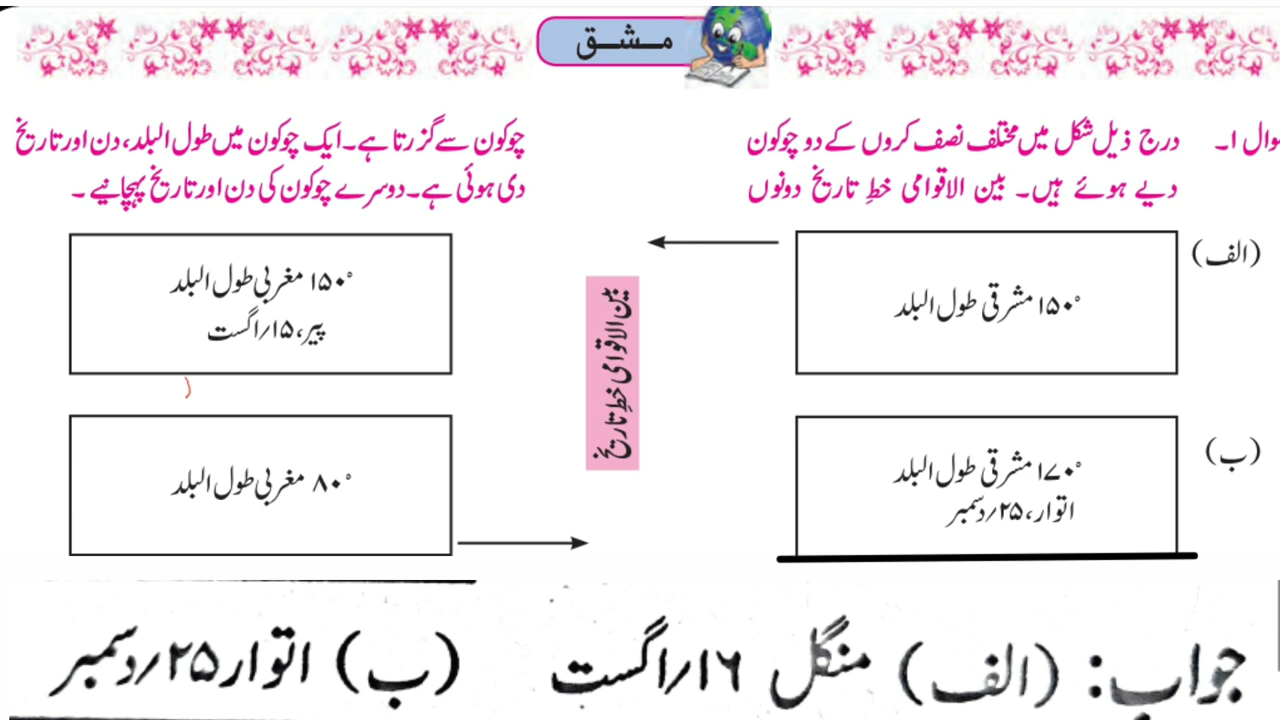 مشق
سوال ۱۔ درج ذیل شکل میں مختلف نصف کروں کے دو چوکون
دیے ہوئے ہیں۔ بین الاقوامی خطِ تاریخ دونوں
چوکون سے گزرتا ہے۔ ایک چوکون میں طول البلد، دن اور تاریخ
دی ہوئی ہے۔ دوسرے چوکون کی دن اور تاریخ پہچانیے ۔
(الف)
۱۵۰° مشرقی طول البلد
۱۵۰° مغربی طول البلد
پیر، ۱۵/اگست
بین الاقوامی خطِ تاریخ
(ب)
۱۷۰° مشرقی طول البلد
اتوار، ۲۵/دسمبر
۸۰° مغربی طول البلد
جواب: (الف) منگل ۱۶/اگست (ب) اتوار ۲۵/دسمبر